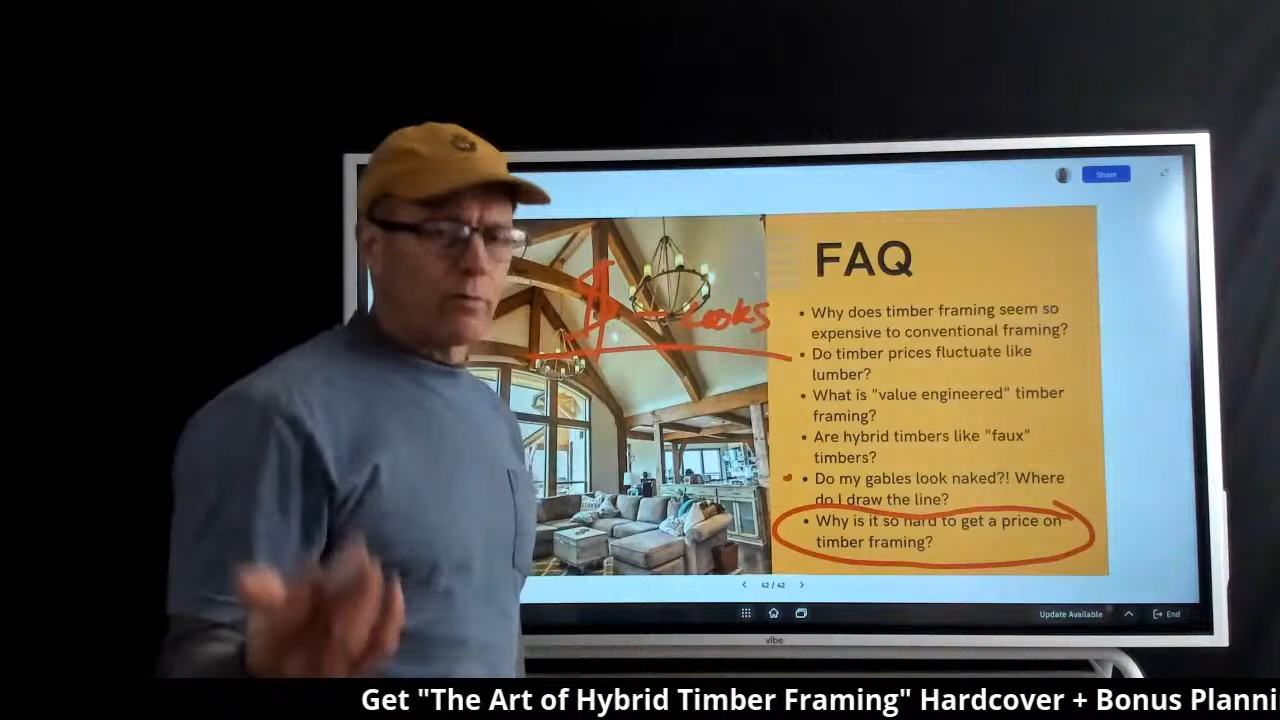 Share
FAQ
• Why does timber framing seem so
expensive to conventional framing?
• Do timber prices fluctuate like
lumber?
• What is "value engineered" timber
framing?
• Are hybrid timbers like "faux"
timbers?
• Do my gables look naked?! Where
do I draw the line?
• Why is it so hard to get a price on
timber framing?
$ - Looks
42 / 42
Update Available
End
vibe
Get "The Art of Hybrid Timber Framing" Hardcover + Bonus Planni